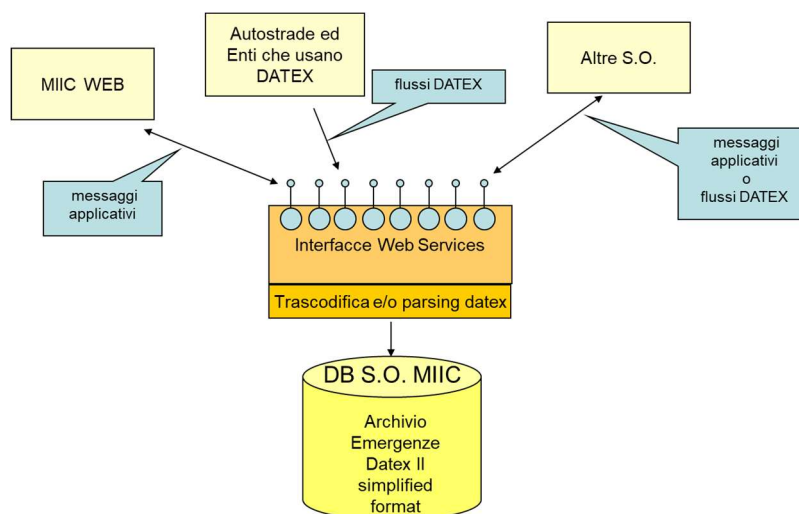 MIIC WEB
Autostrade ed
Enti che usano
DATEX
flussi DATEX
Altre S.O.
messaggi
applicativi
messaggi
applicativi
o
flussi DATEX
Interfacce Web Services
Trascodifica e/o parsing datex
DB S.O. MIIC
Archivio
Emergenze
Datex II
simplified
format